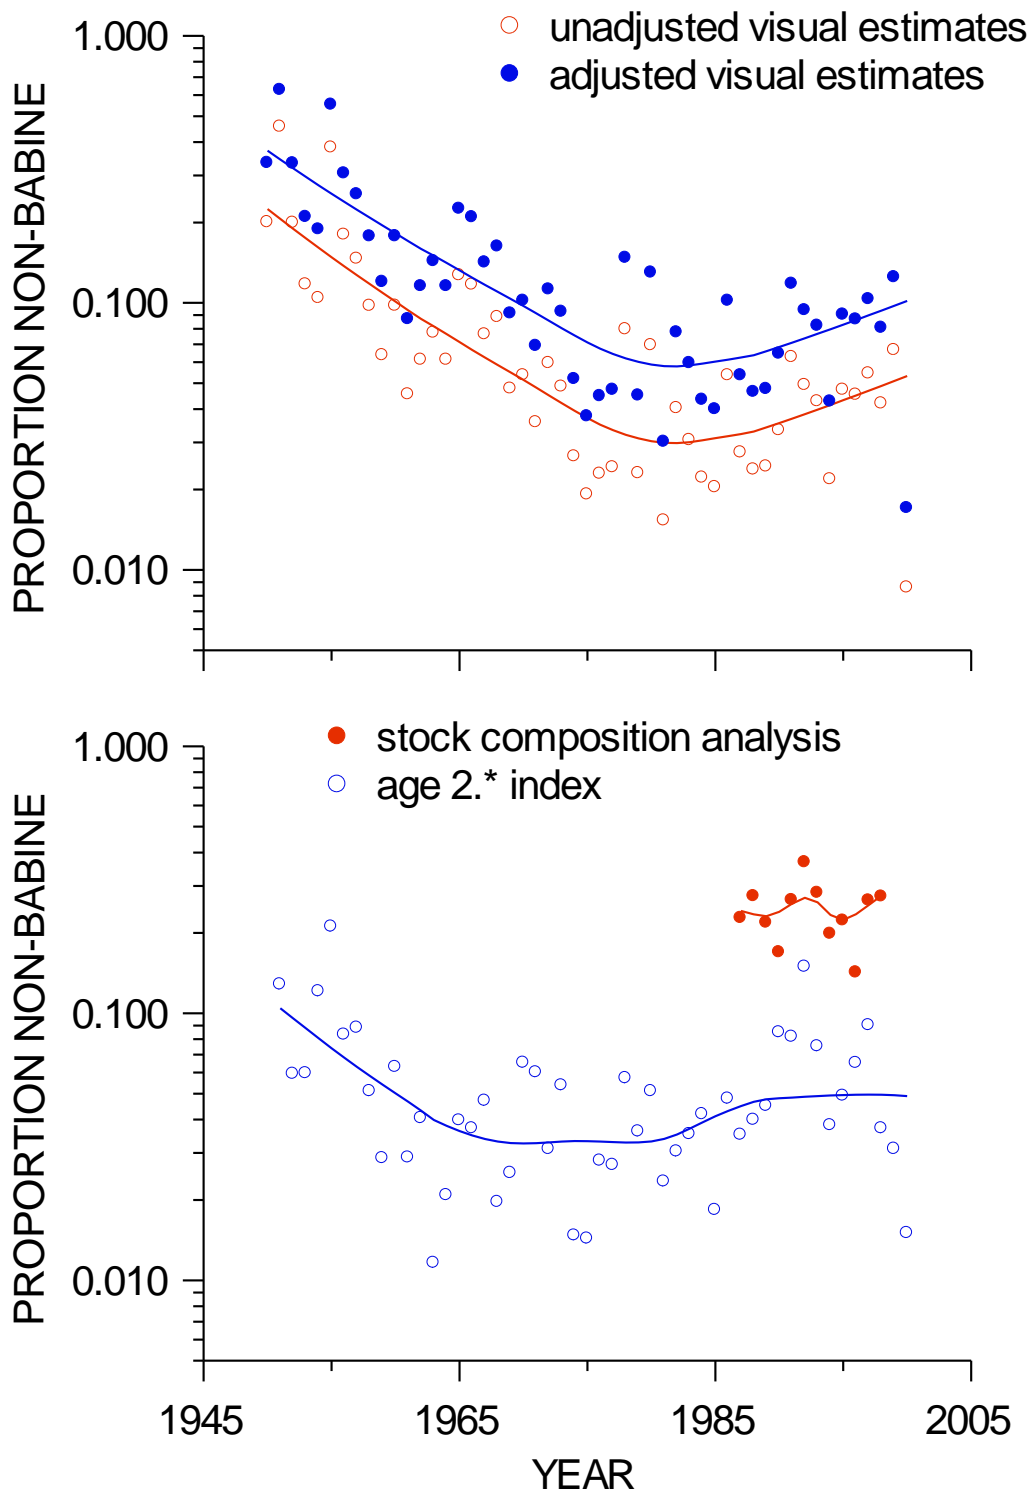 unadjusted visual estimates
adjusted visual estimates
1.000
0.100
0.010
PROPORTION NON-BABINE
stock composition analysis
age 2.* index
1.000
0.100
0.010
PROPORTION NON-BABINE
1945 1965 1985 2005
YEAR